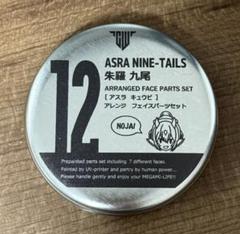 12
ASRA NINE-TAILS
朱羅 九尾
ARRANGED FACE PARTS SET
[アスラ キュウビ]
アレンジ フェイスパーツセット
NOJA!
Prepainted parts set including 7 different faces.
Painted by UV-printer and partry by human power...
Please handle gently and enjoy your MEGAMI-LIFE!!